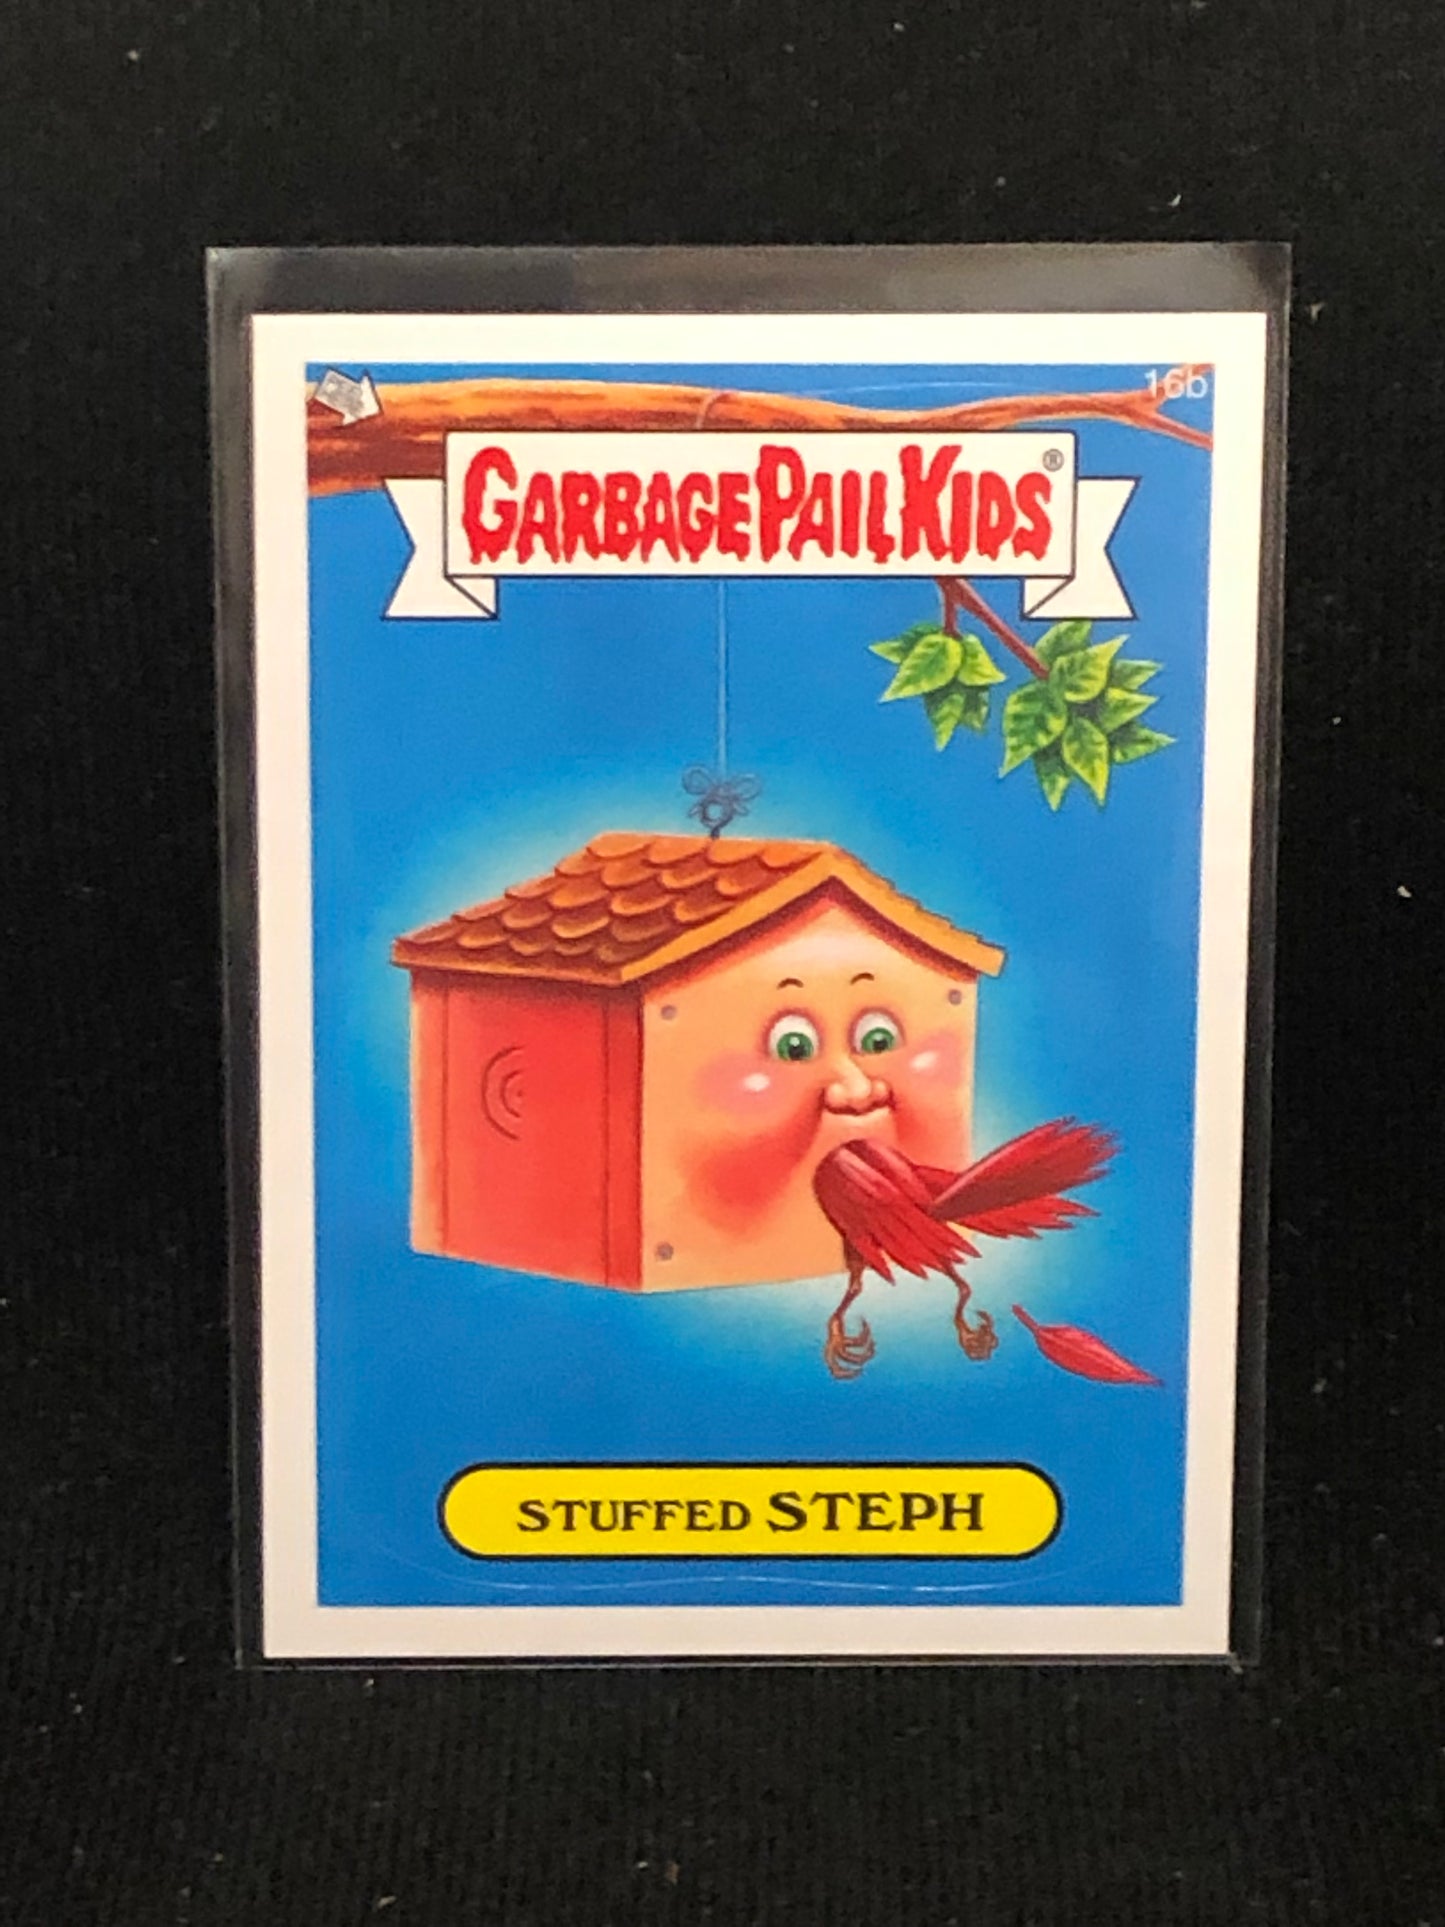 16b
GARBAGE PAIL KIDS®
STUFFED STEPH